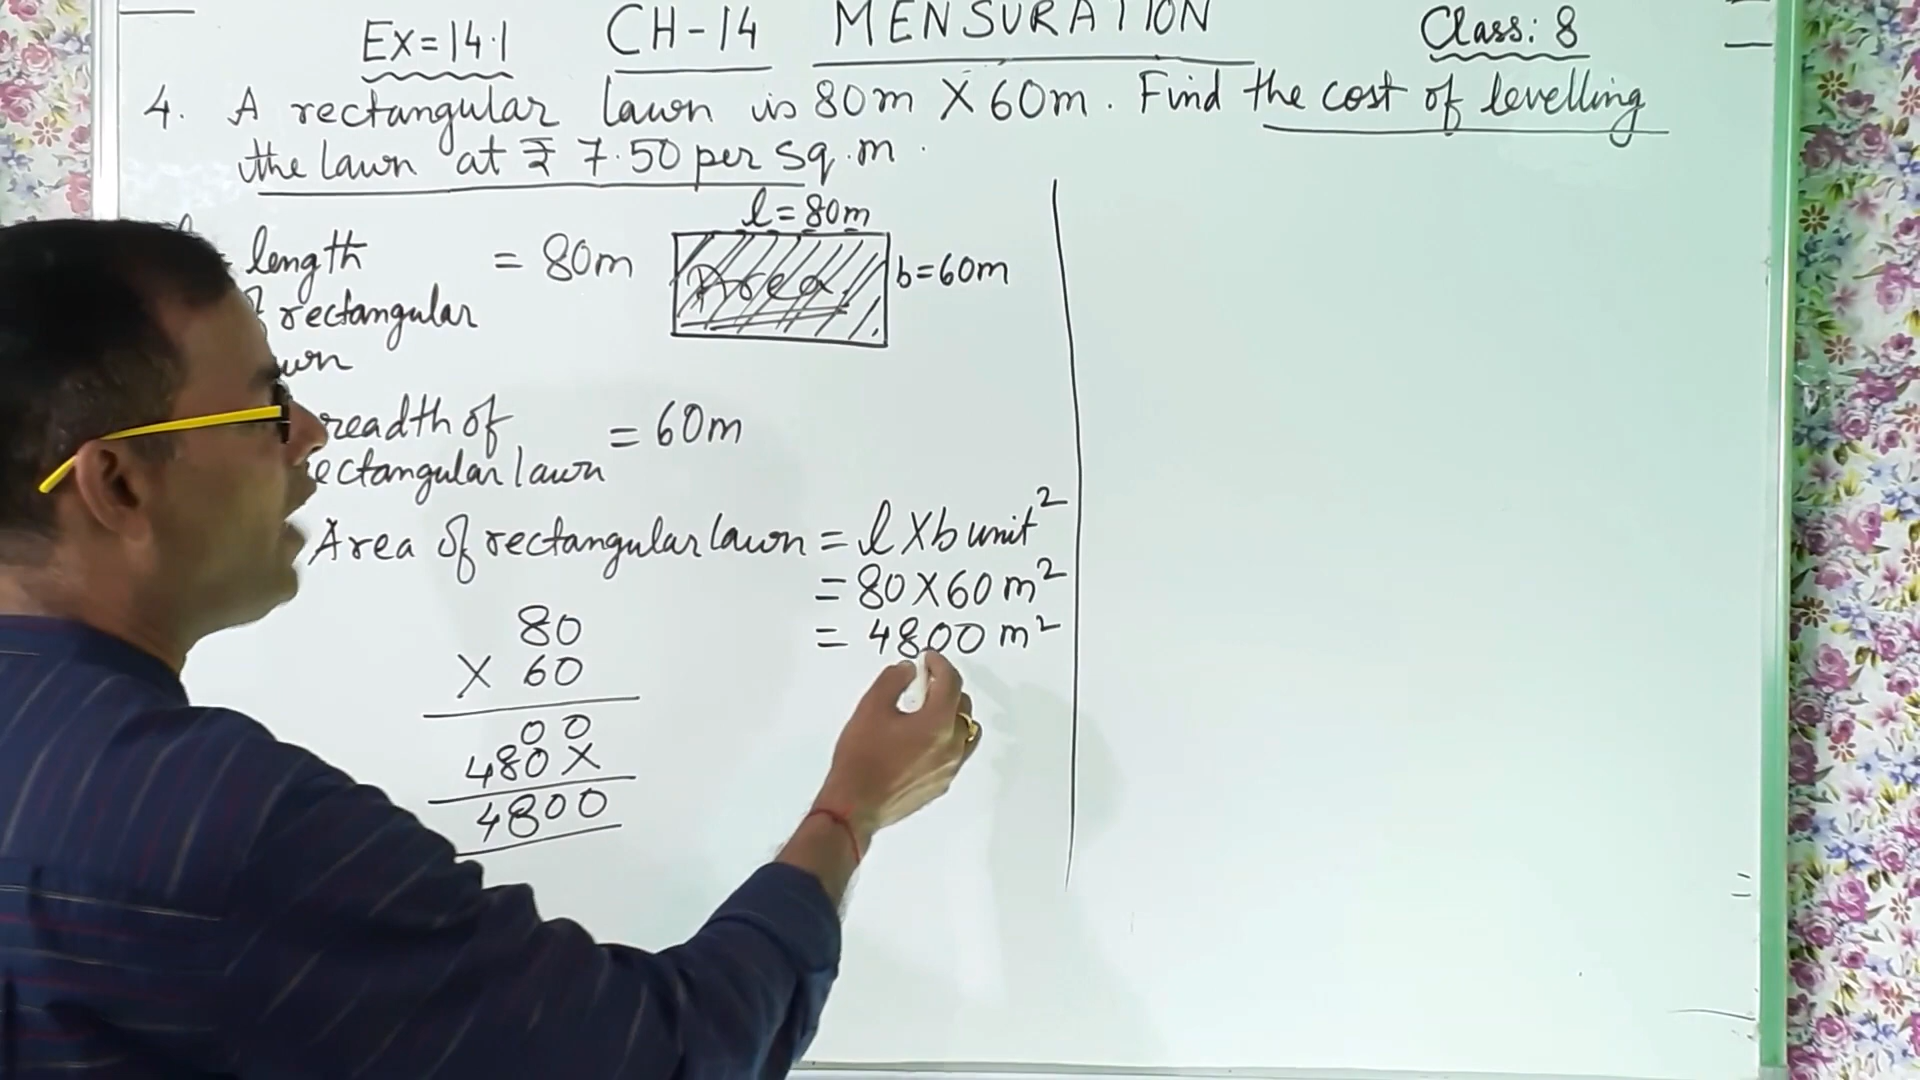 Ex=14.1 CH-14 MENSURATION Class: 8
4. A rectangular lawn is 80m X 60m. Find the cost of levelling
the lawn at ₹ 7.50 per sq.m.
l=80m
length = 80m
Area
b=60m
rectangular
readth of = 60m
ectangular lawn
Area of rectangular lawn = l X b unit²
= 80 X 60 m²
= 4800 m²
80
X 60
00
480X
4800